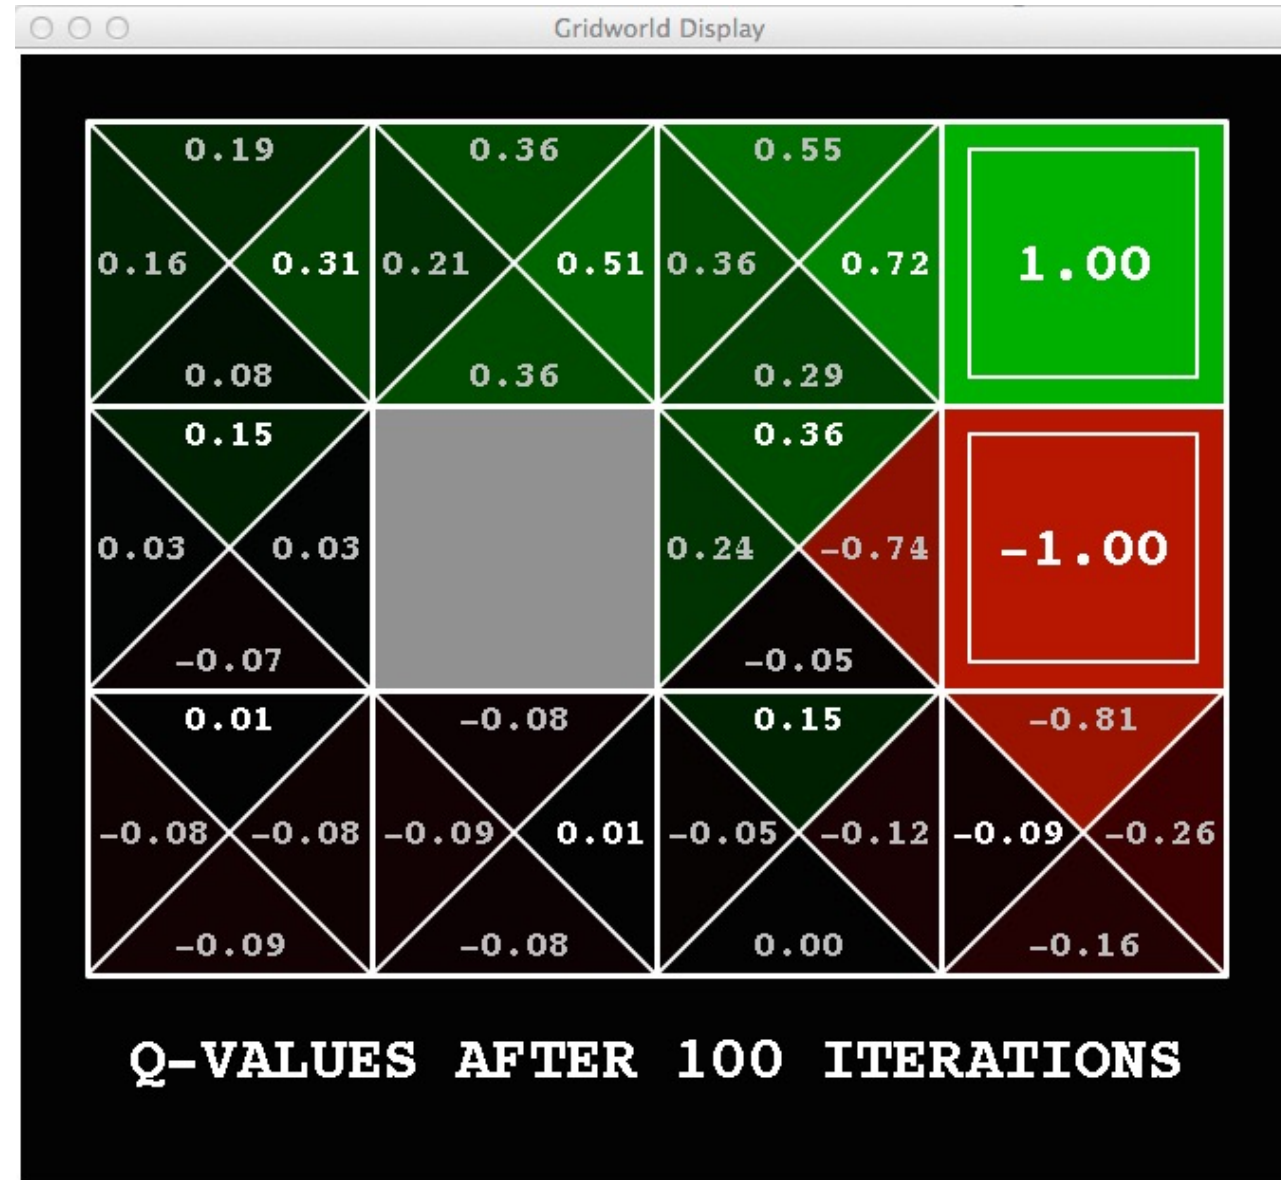 Gridworld Display
0.19 0.36 0.55
0.16 0.31 0.21 0.51 0.36 0.72 1.00
0.08 0.36 0.29
0.15 0.36
0.03 0.03 0.24 -0.74 -1.00
-0.07 -0.05
0.01 -0.08 0.15 -0.81
-0.08 -0.08 -0.09 0.01 -0.05 -0.12 -0.09 -0.26
-0.09 -0.08 0.00 -0.16
Q-VALUES AFTER 100 ITERATIONS